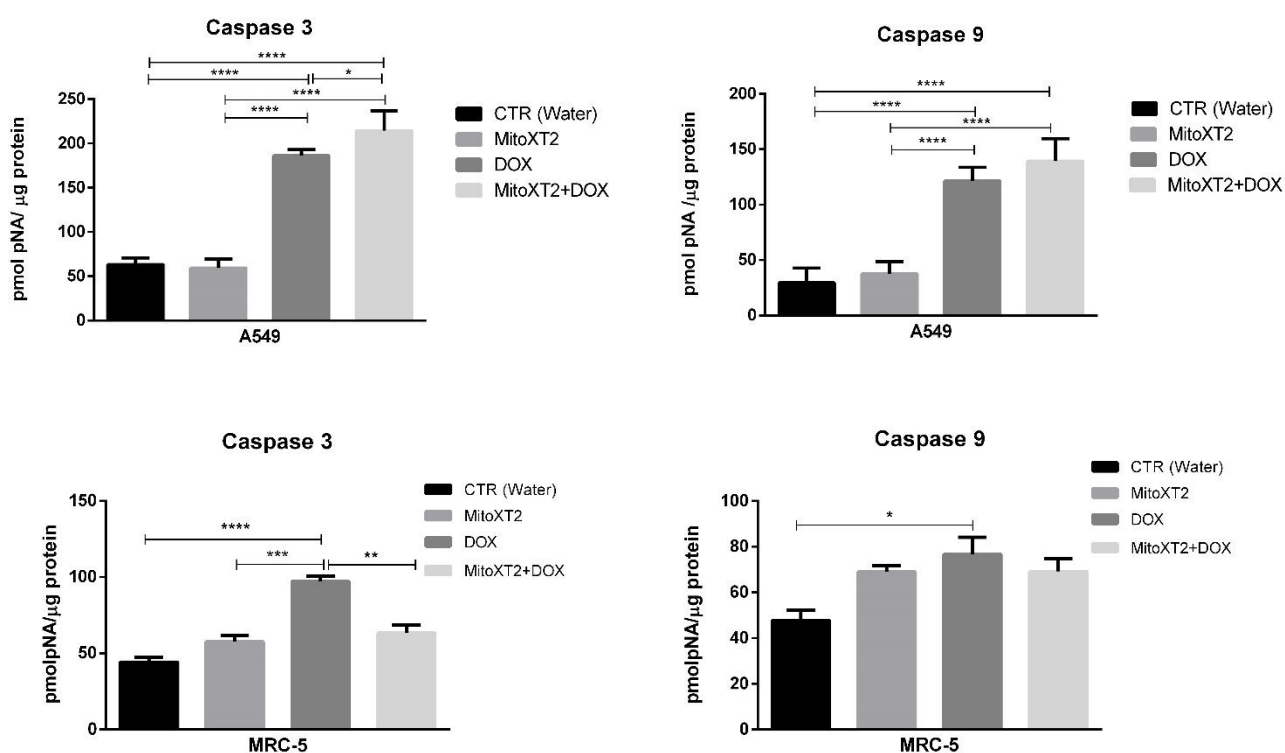 Caspase 3
****
****
*
****
****
250
200
150
100
50
0
pmol pNA/ μg protein
A549
CTR (Water)
MitoXT2
DOX
MitoXT2+DOX
Caspase 9
****
****
****
****
200
150
100
50
0
pmol pNA /μg protein
A549
CTR (Water)
MitoXT2
DOX
MitoXT2+DOX
Caspase 3
****
***
**
150
100
50
0
pmolpNA/μg protein
MRC-5
CTR (Water)
MitoXT2
DOX
MitoXT2+DOX
Caspase 9
*
100
80
60
40
20
0
pmolpNA/μg protein
MRC-5
CTR (Water)
MitoXT2
DOX
MitoXT2+DOX